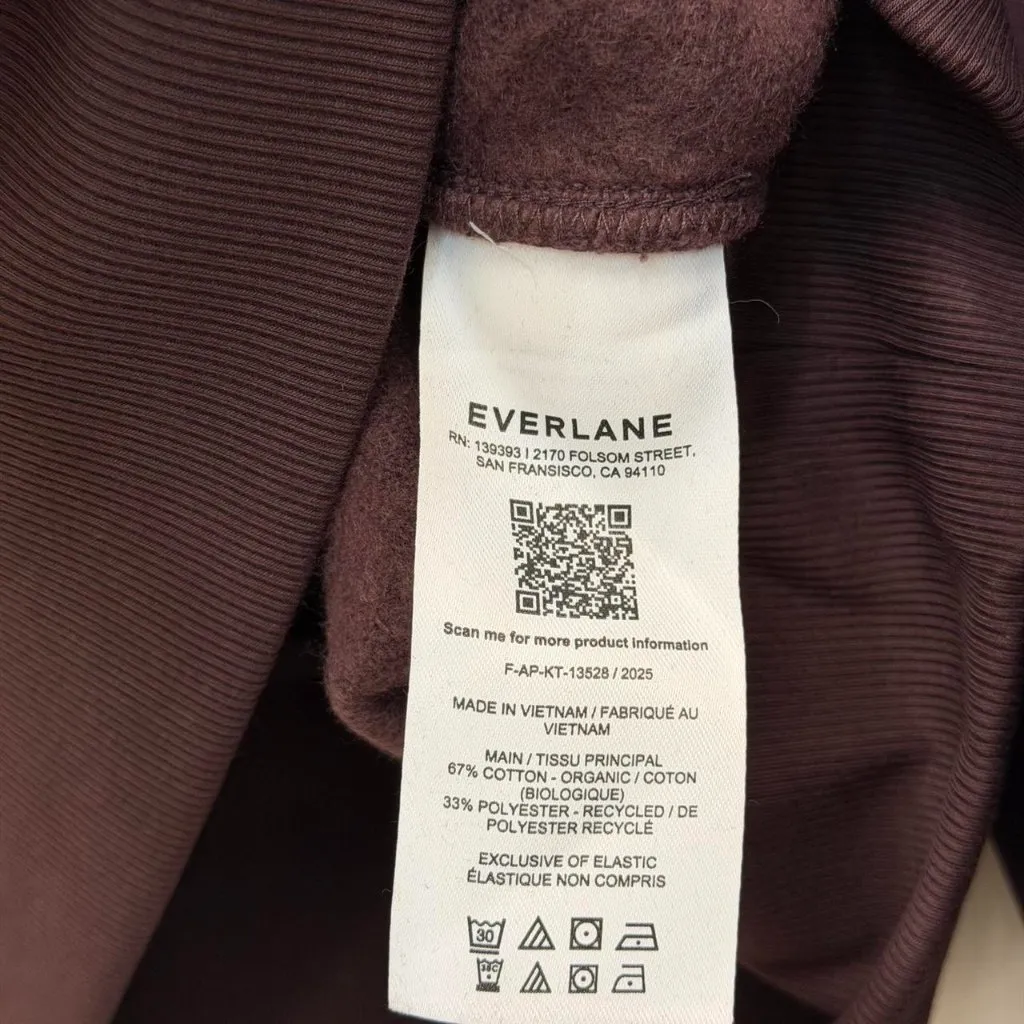 EVERLANE
RN: 139393 | 2170 FOLSOM STREET,
SAN FRANSISCO, CA 94110
Scan me for more product information
F-AP-KT-13528 / 2025
MADE IN VIETNAM / FABRIQUÉ AU
VIETNAM
MAIN / TISSU PRINCIPAL
67% COTTON - ORGANIC / COTON
(BIOLOGIQUE)
33% POLYESTER - RECYCLED / DE
POLYESTER RECYCLÉ
EXCLUSIVE OF ELASTIC
ÉLASTIQUE NON COMPRIS
30